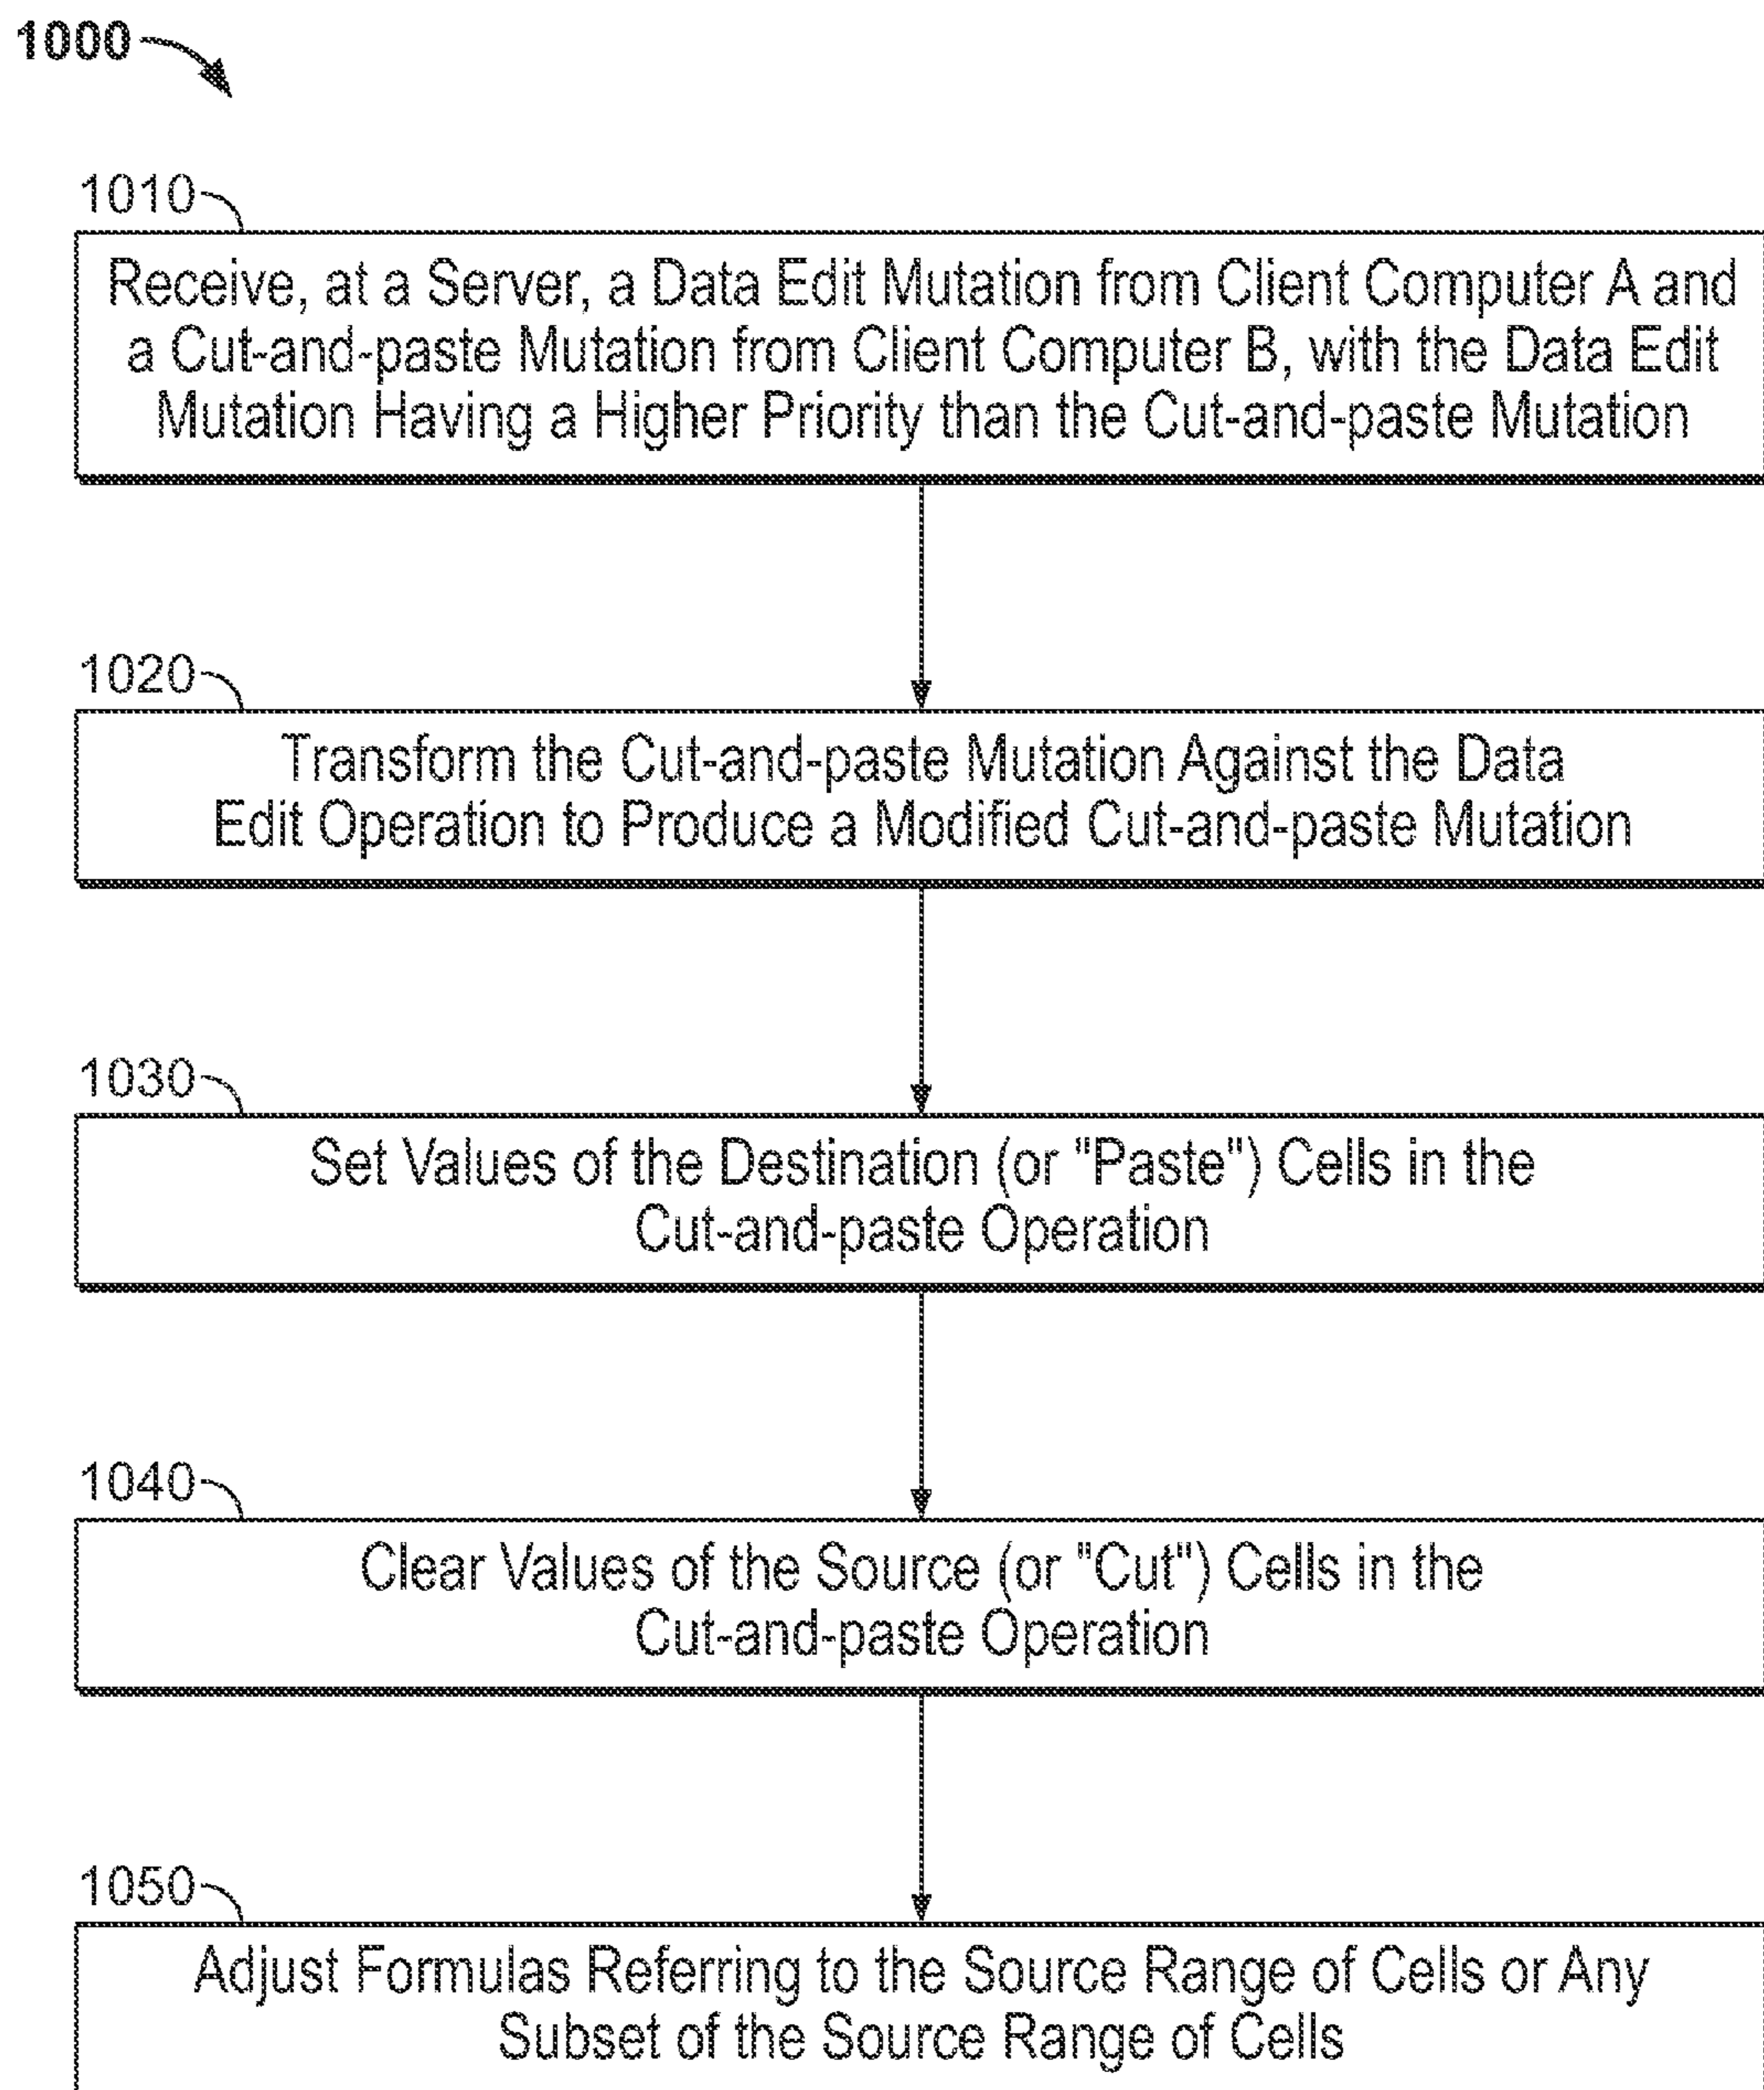 1000
1010
Receive, at a Server, a Data Edit Mutation from Client Computer A and
a Cut-and-paste Mutation from Client Computer B, with the Data Edit
Mutation Having a Higher Priority than the Cut-and-paste Mutation
1020
Transform the Cut-and-paste Mutation Against the Data
Edit Operation to Produce a Modified Cut-and-paste Mutation
1030
Set Values of the Destination (or "Paste") Cells in the
Cut-and-paste Operation
1040
Clear Values of the Source (or "Cut") Cells in the
Cut-and-paste Operation
1050
Adjust Formulas Referring to the Source Range of Cells or Any
Subset of the Source Range of Cells